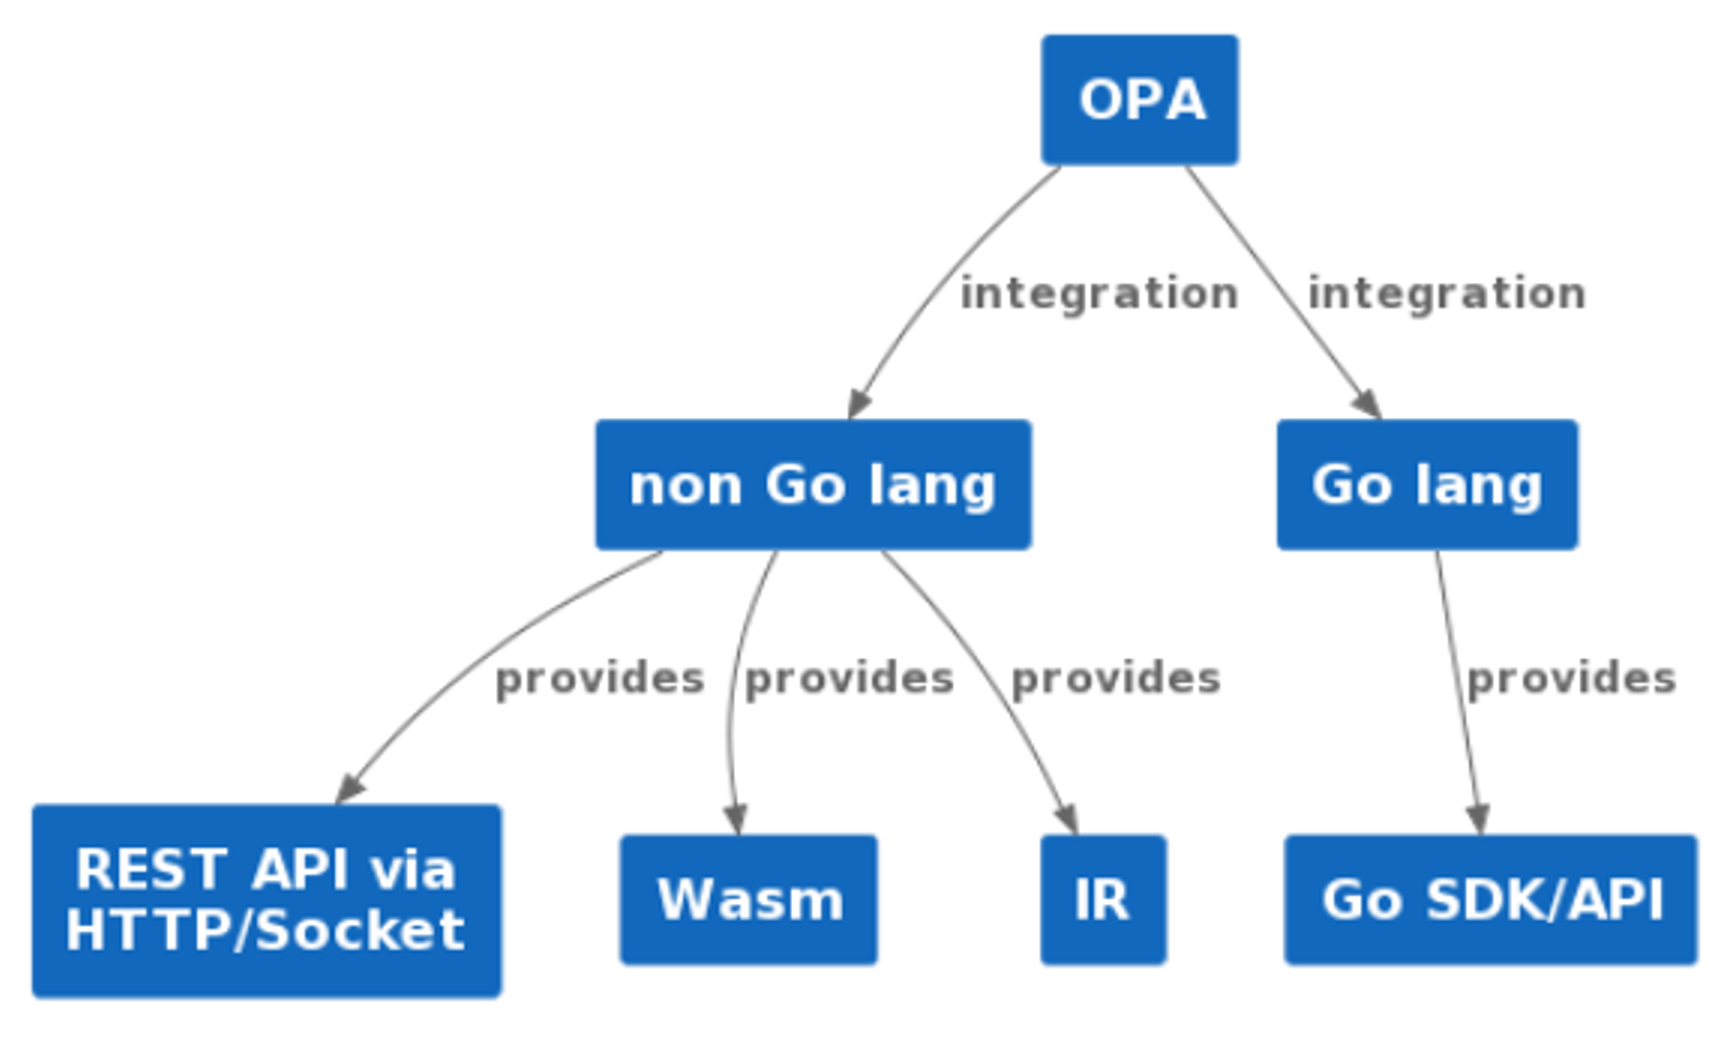 OPA
integration
integration
non Go lang
Go lang
provides
provides
provides
provides
REST API via
HTTP/Socket
Wasm
IR
Go SDK/API